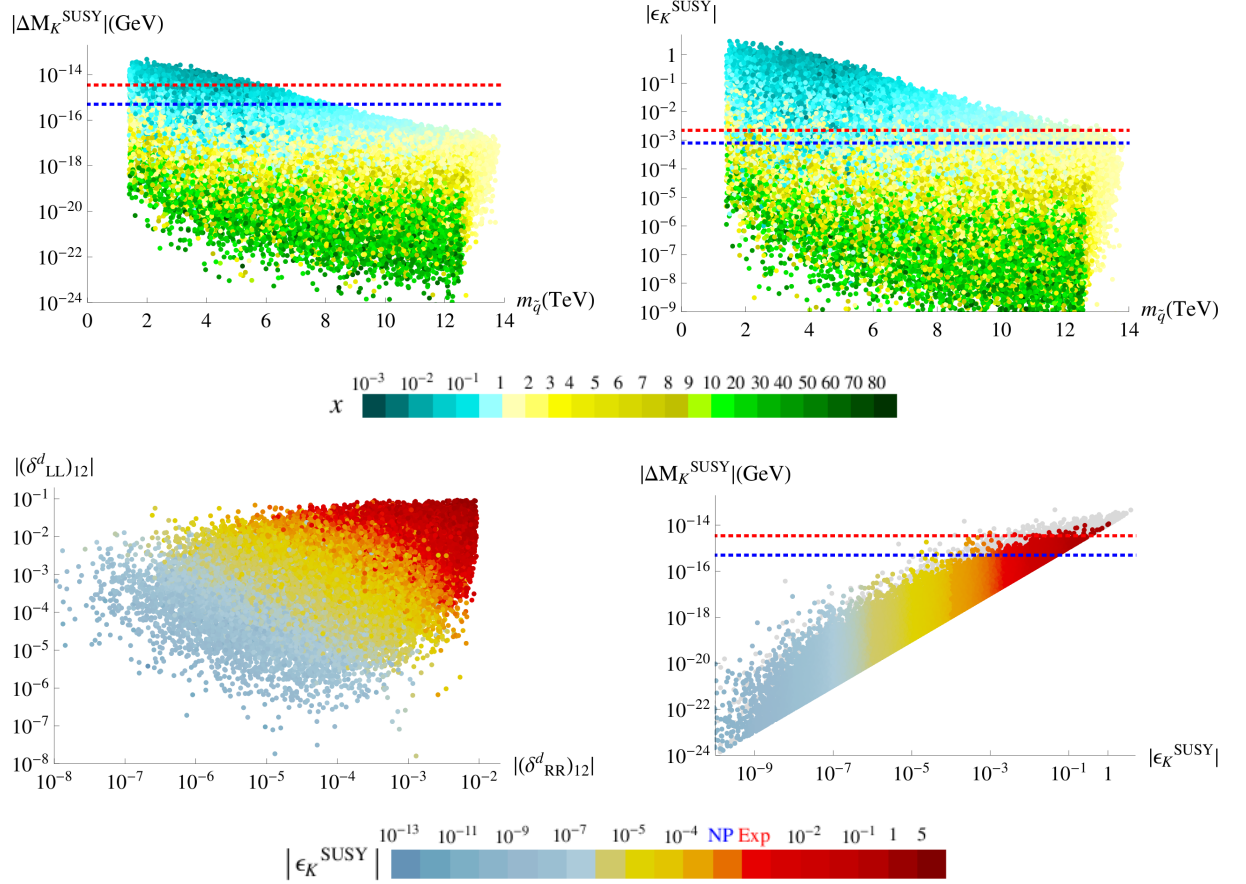 |ΔM_K^SUSY|(GeV)
10^−14
10^−16
10^−18
10^−20
10^−22
10^−24
0 2 4 6 8 10 12 14
m_q̃(TeV)
|ϵ_K^SUSY|
1
10^−1
10^−2
10^−3
10^−4
10^−5
10^−6
10^−7
10^−8
10^−9
0 2 4 6 8 10 12 14
m_q̃(TeV)
10^−3 10^−2 10^−1 1 2 3 4 5 6 7 8 9 10 20 30 40 50 60 70 80
x
|(δ^d_LL)_12|
10^−1
10^−2
10^−3
10^−4
10^−5
10^−6
10^−7
10^−8
10^−8 10^−7 10^−6 10^−5 10^−4 10^−3 10^−2
|(δ^d_RR)_12|
|ΔM_K^SUSY|(GeV)
10^−14
10^−16
10^−18
10^−20
10^−22
10^−24
10^−9 10^−7 10^−5 10^−3 10^−1 1
|ϵ_K^SUSY|
10^−13 10^−11 10^−9 10^−7 10^−5 10^−4 NP Exp 10^−2 10^−1 1 5
|ϵ_K^SUSY|